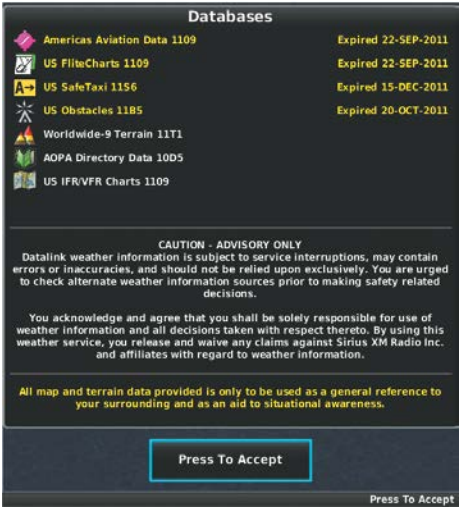 Databases
Americas Aviation Data 1109 Expired 22-SEP-2011
US FliteCharts 1109 Expired 22-SEP-2011
A→ US SafeTaxi 11S6 Expired 15-DEC-2011
US Obstacles 11B5 Expired 20-OCT-2011
Worldwide-9 Terrain 11T1
AOPA Directory Data 10D5
US IFR/VFR Charts 1109
CAUTION - ADVISORY ONLY
Datalink weather information is subject to service interruptions, may contain
errors or inaccuracies, and should not be relied upon exclusively. You are urged
to check alternate weather information sources prior to making safety related
decisions.
You acknowledge and agree that you shall be solely responsible for use of
weather information and all decisions taken with respect thereto. By using this
weather service, you release and waive any claims against Sirius XM Radio Inc.
and affiliates with regard to weather information.
All map and terrain data provided is only to be used as a general reference to
your surrounding and as an aid to situational awareness.
Press To Accept
Press To Accept